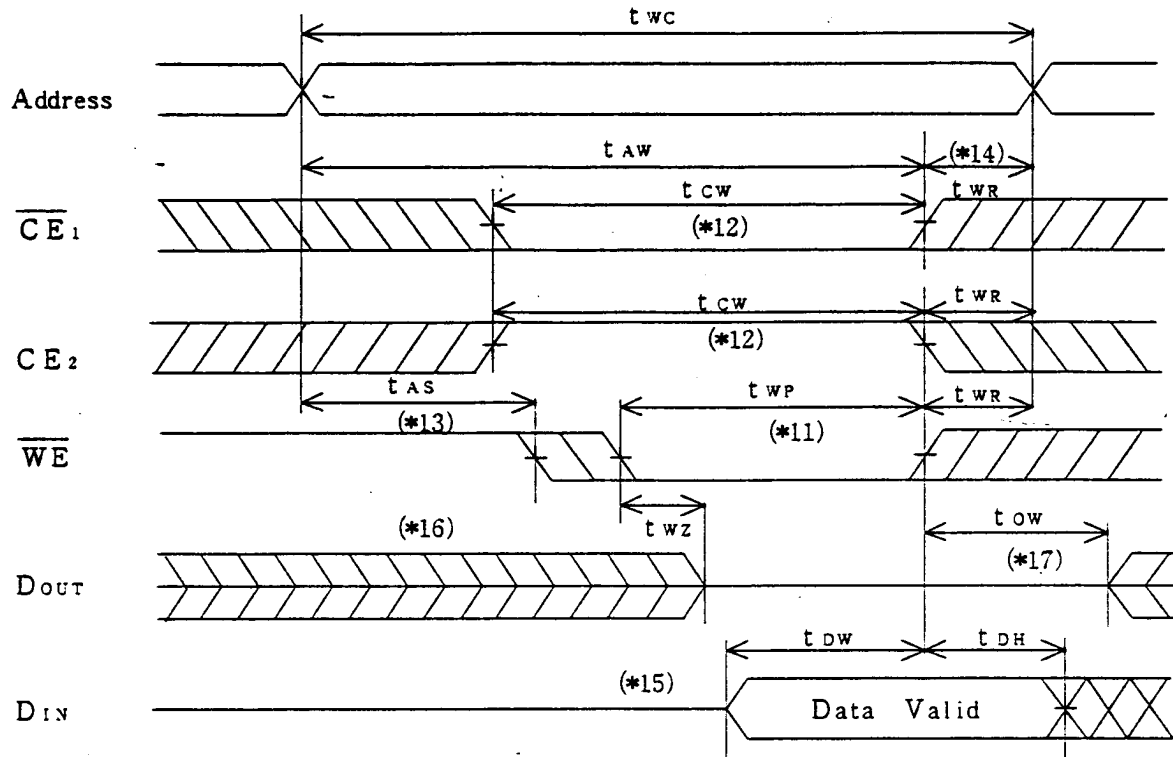 t WC
Address
t AW (*14)
t CW t WR
CE1
(*12)
t CW t WR
(*12)
CE2
t AS t WP t WR
(*13) (*11)
WE
t WZ t OW
(*16) (*17)
DOUT
t DW t DH
(*15)
DIN Data Valid